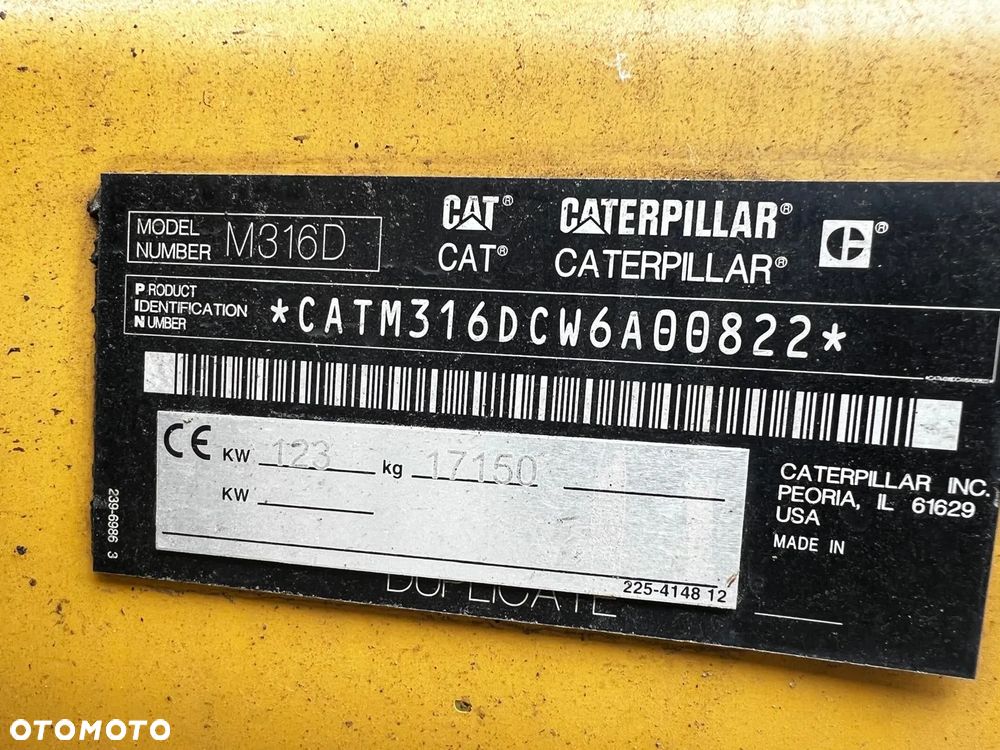 CAT® CATERPILLAR®
MODEL
NUMBER M316D
CAT® CATERPILLAR®
PRODUCT
IDENTIFICATION
NUMBER
*CATM316DCW6A00822*
CE KW 123 kg 17150
KW
225-4148 12
239-6986 3
CATERPILLAR INC.
PEORIA, IL 61629
USA
MADE IN
DUPLICATE
OTOMOTO